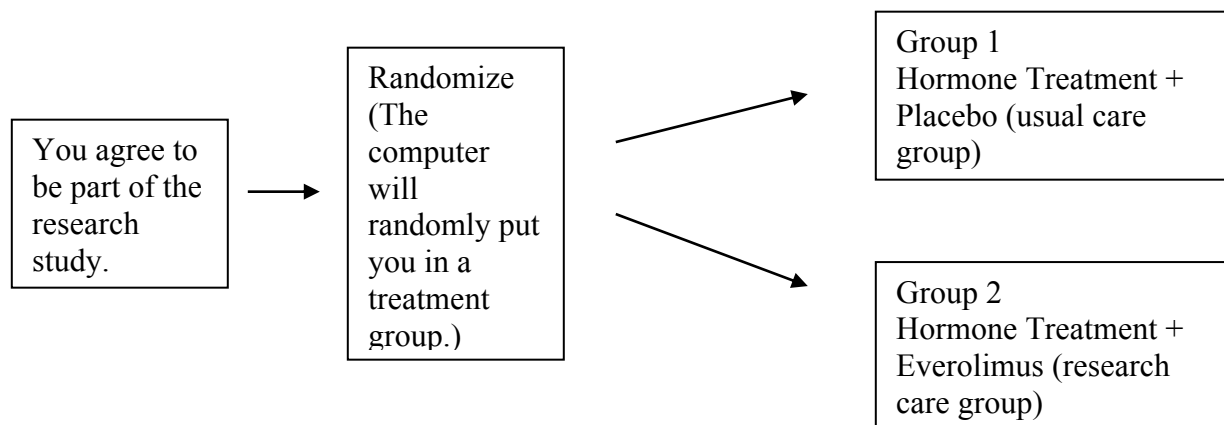 You agree to
be part of the
research
study.
Randomize
(The
computer
will
randomly put
you in a
treatment
group.)
Group 1
Hormone Treatment +
Placebo (usual care
group)
Group 2
Hormone Treatment +
Everolimus (research
care group)